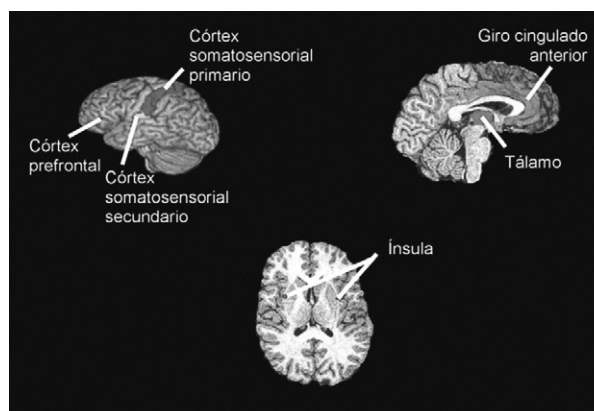 Córtex
somatosensorial
primario
Giro cingulado
anterior
Córtex
prefrontal
Córtex
somatosensorial
secundario
Tálamo
Ínsula